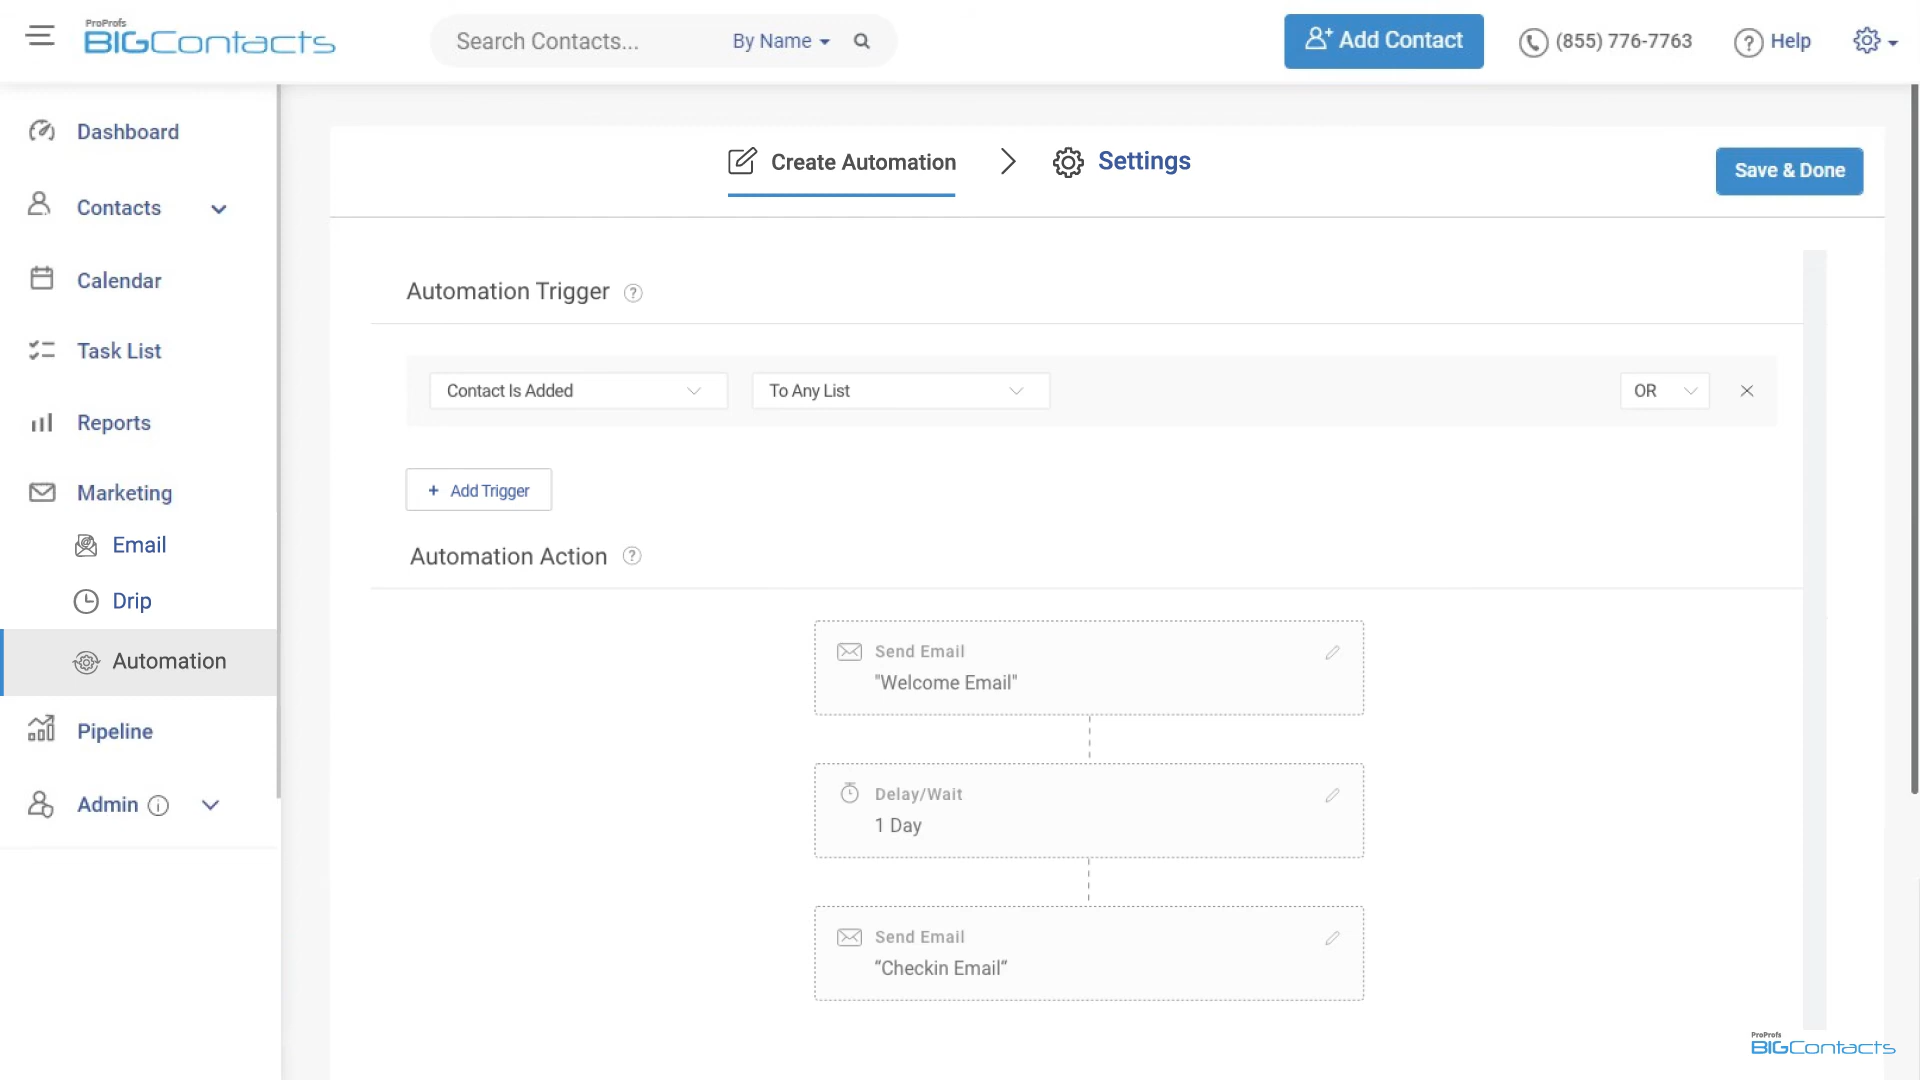 ProProfs
BIGContacts
Search Contacts...
By Name
Add Contact
(855) 776-7763
Help
Dashboard
Contacts
Calendar
Task List
Reports
Marketing
Email
Drip
Automation
Pipeline
Admin
Create Automation
Settings
Save & Done
Automation Trigger
Contact Is Added
To Any List
OR
+ Add Trigger
Automation Action
Send Email
"Welcome Email"
Delay/Wait
1 Day
Send Email
“Checkin Email“
ProProfs
BIGContacts